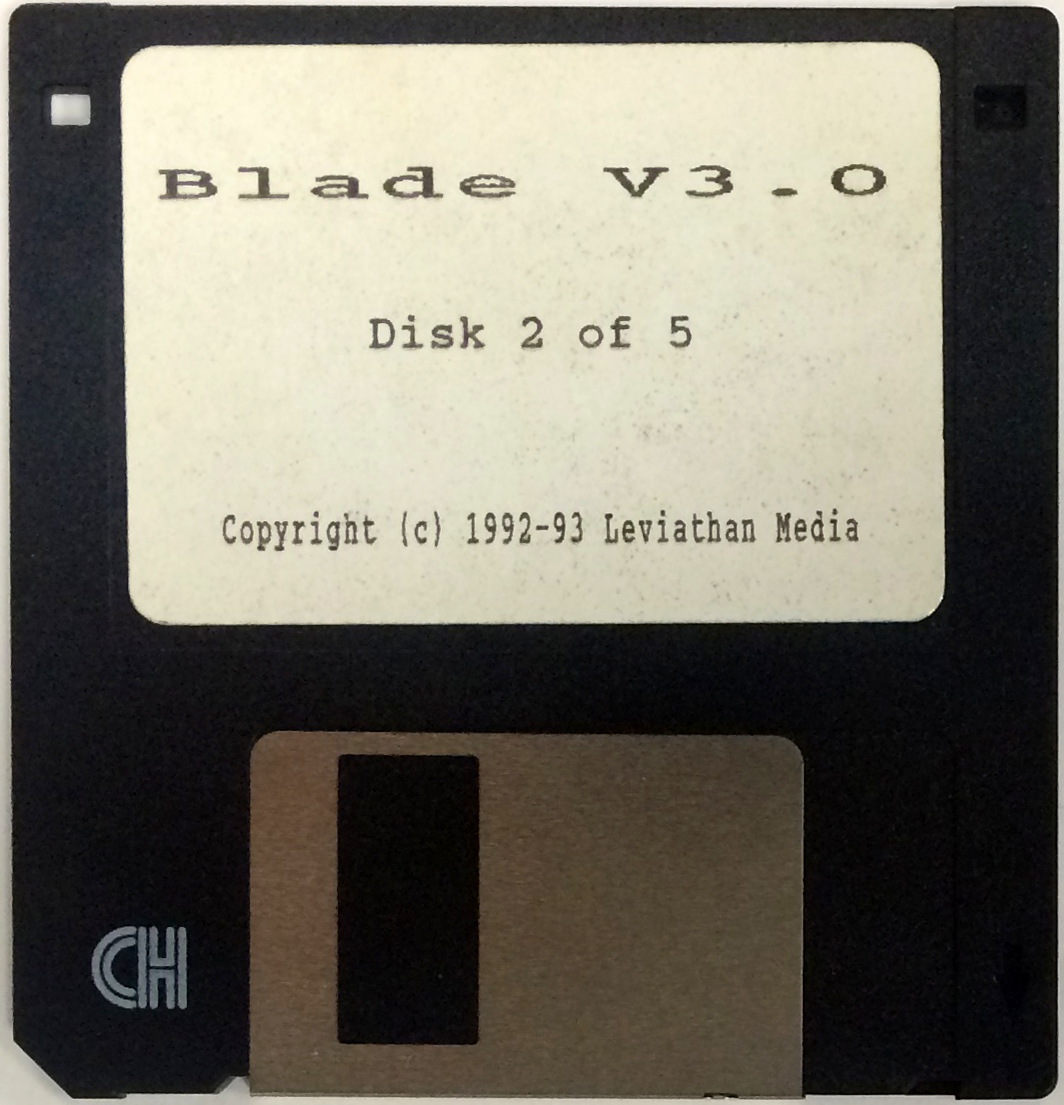 Blade V3.0
Disk 2 of 5
Copyright (c) 1992-93 Leviathan Media
CH